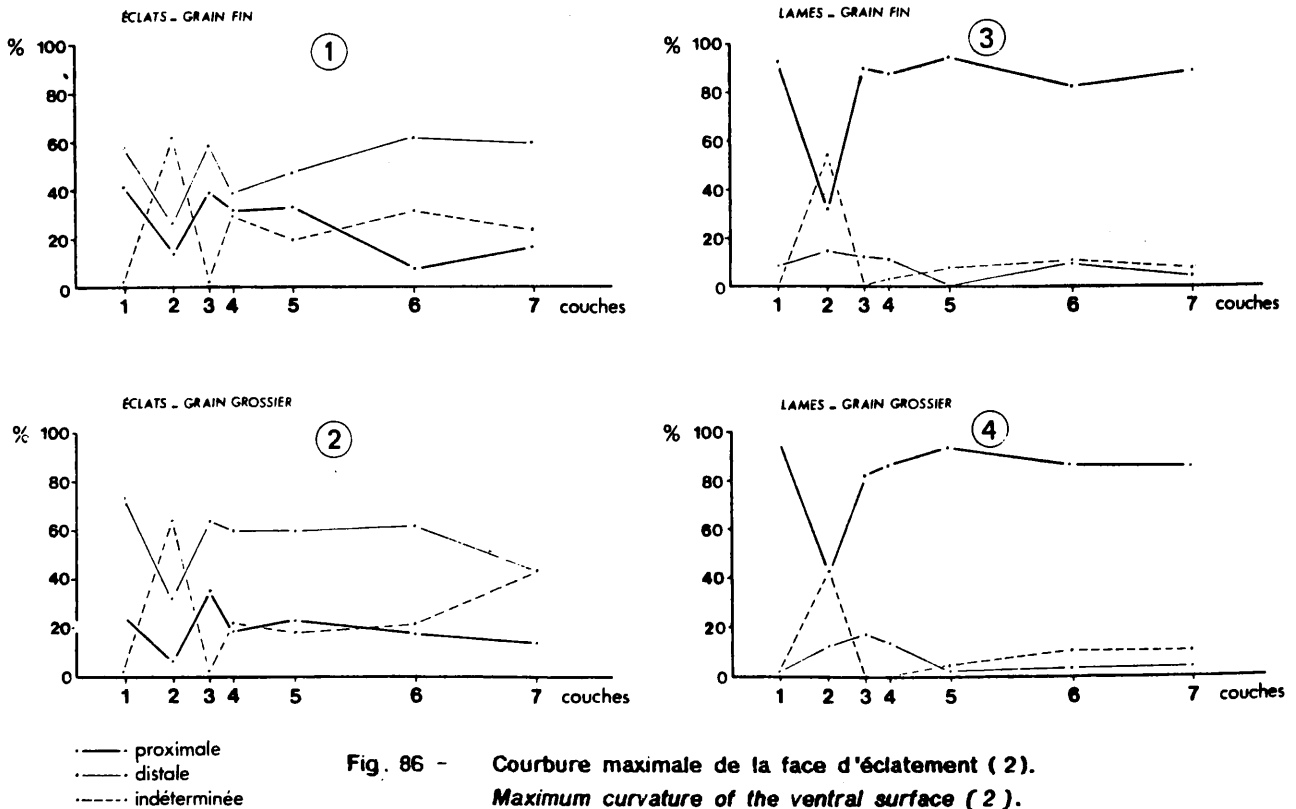 ÉCLATS - GRAIN FIN
1
% 100
80
60
40
20
0
1 2 3 4 5 6 7 couches
LAMES - GRAIN FIN
3
% 100
80
60
40
20
0
1 2 3 4 5 6 7 couches
ÉCLATS - GRAIN GROSSIER
2
% 100
80
60
40
20
0
1 2 3 4 5 6 7 couches
LAMES - GRAIN GROSSIER
4
% 100
80
60
40
20
0
1 2 3 4 5 6 7 couches
proximale
distale
indéterminée
Fig. 86 - Courbure maximale de la face d'éclatement (2).
Maximum curvature of the ventral surface (2).